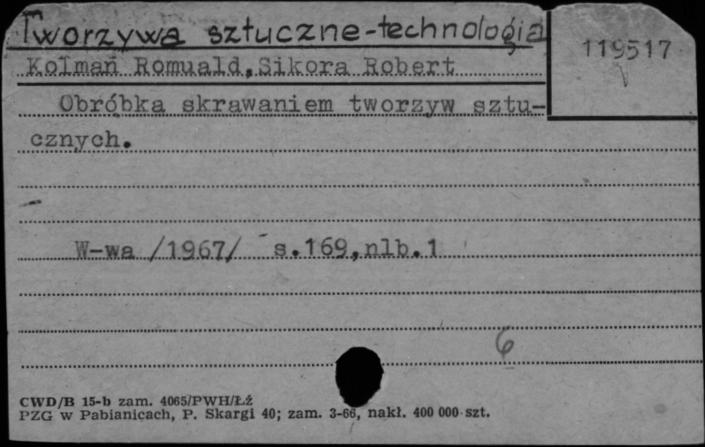 Tworzywa sztuczne-technologia
119517
Kolmań Romuald,Sikora Robert
Obróbka skrawaniem tworzyw sztu-
cznych.
W-wa /1967/ s.169,nlb.1
6
CWD/B 15-b zam. 4065/PWH/Łż
PZG w Pabianicach, P. Skargi 40; zam. 3-66, nakł. 400 000 szt.